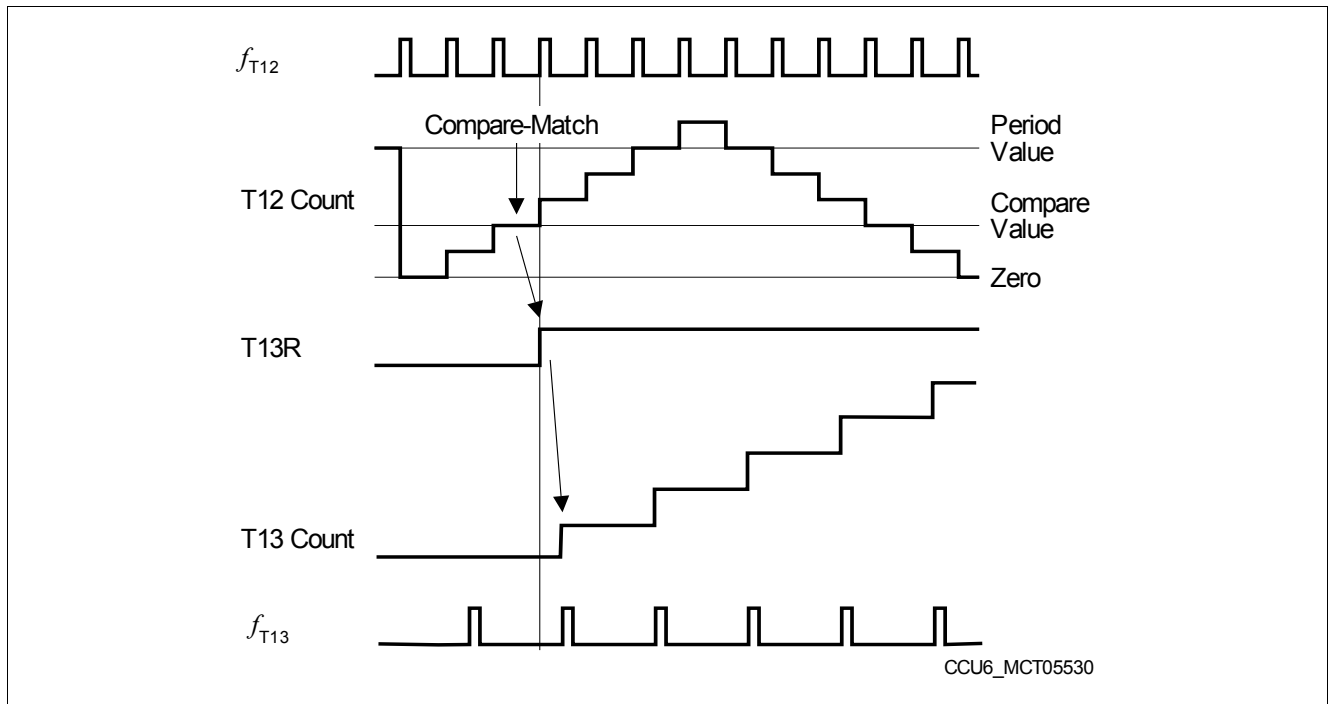 fT12
Compare-Match
Period
Value
T12 Count
Compare
Value
Zero
T13R
T13 Count
fT13
CCU6_MCT05530